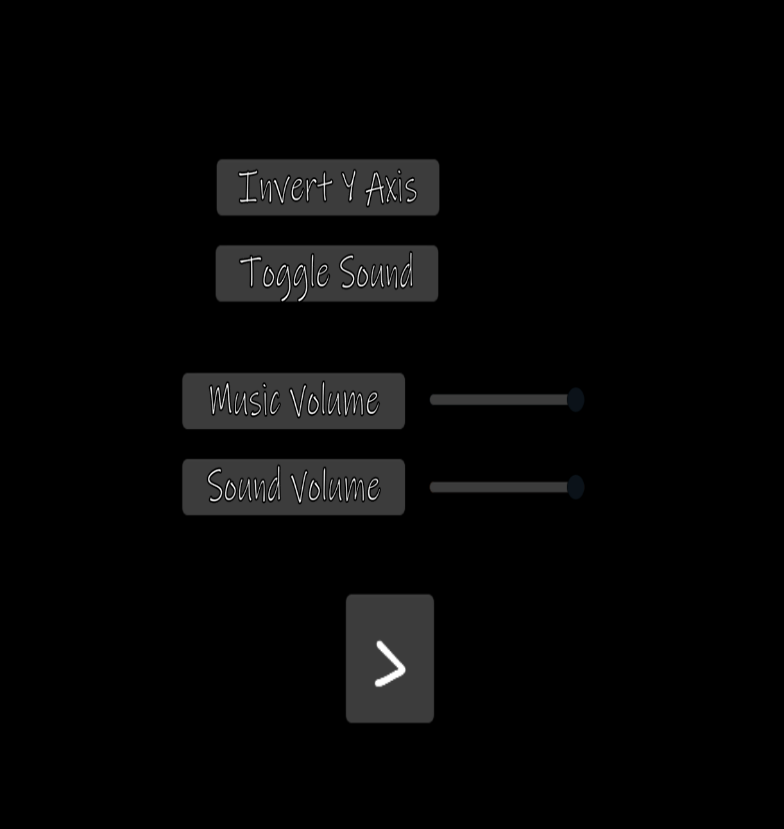 Invert Y Axis
Toggle Sound
Music Volume
Sound Volume
>